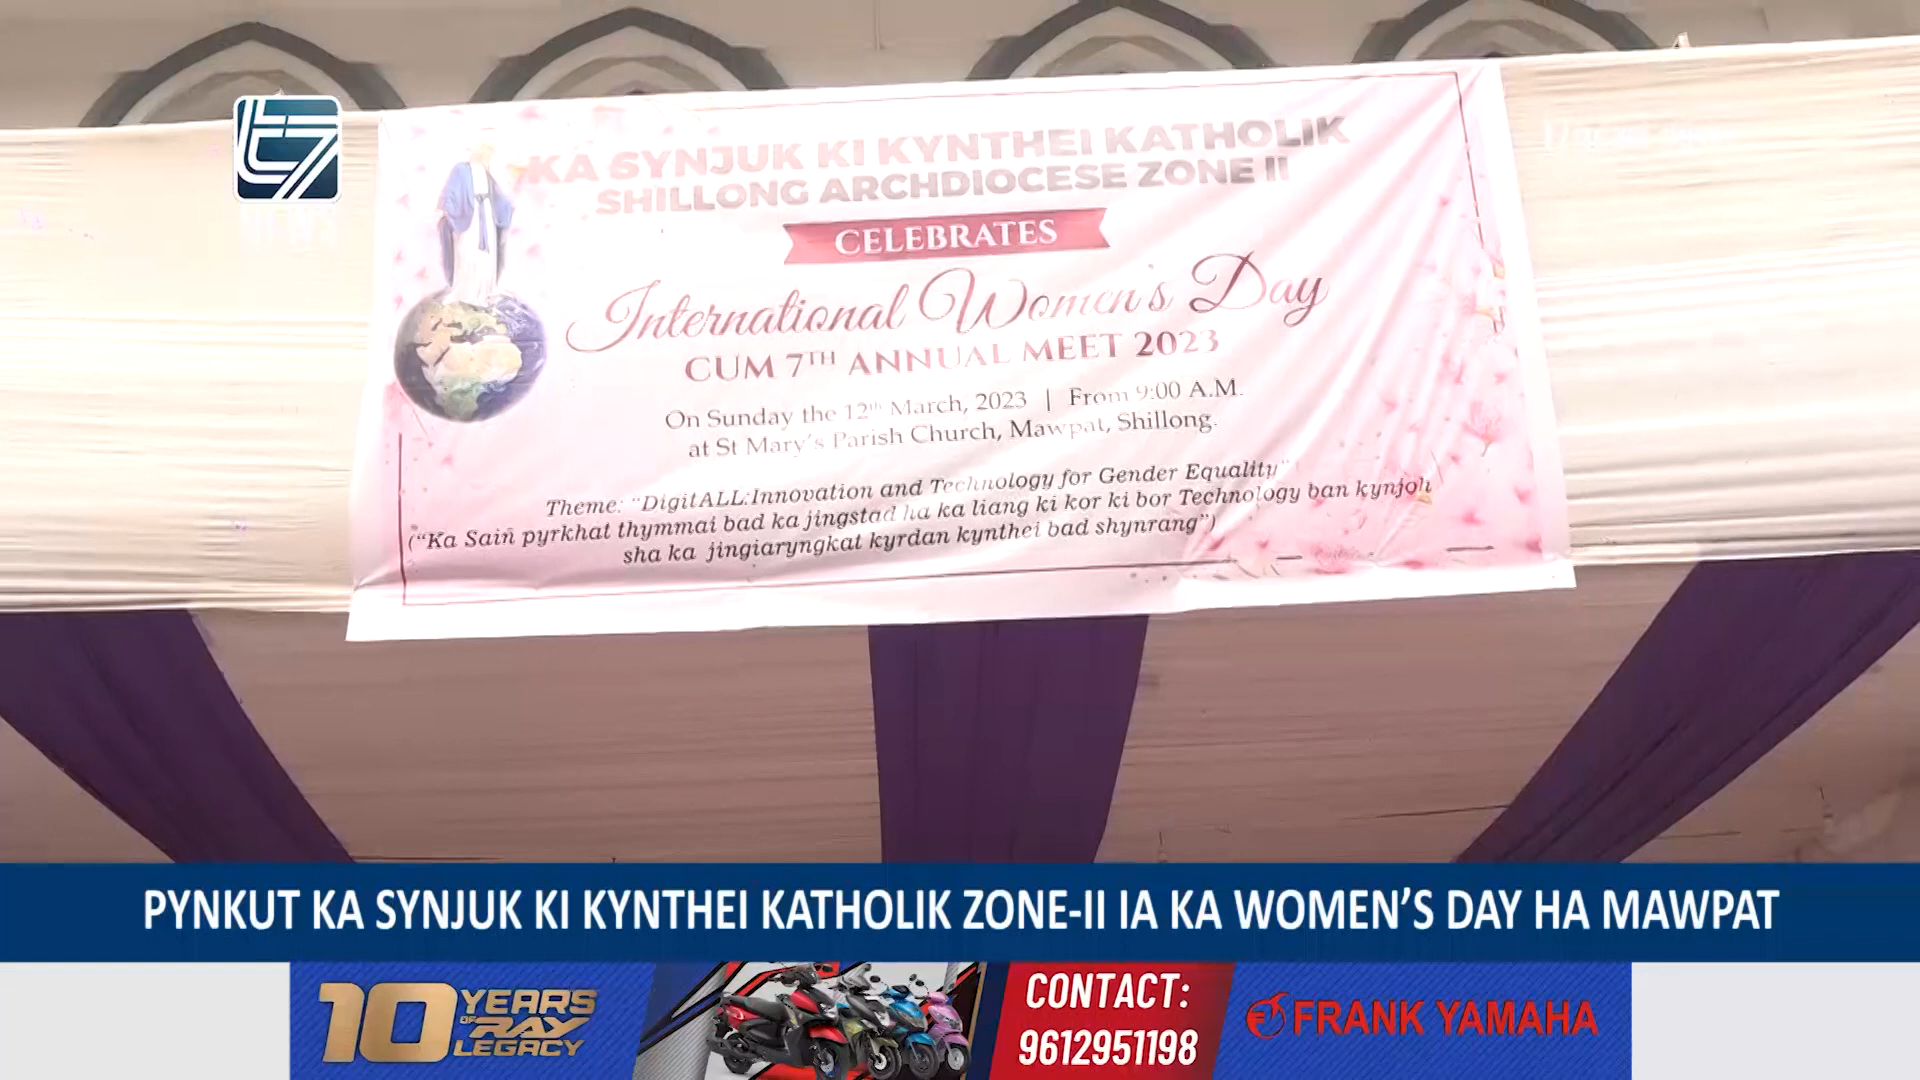 KA SYNJUK KI KYNTHEI KATHOLIK
SHILLONG ARCHDIOCESE ZONE II
CELEBRATES
International Women's Day
CUM 7TH ANNUAL MEET 2023
On Sunday the 12th March, 2023 | From 9:00 A.M.
at St Mary's Parish Church, Mawpat, Shillong.
Theme: "DigitALL:Innovation and Technology for Gender Equality"
("Ka Saiñ pyrkhat thymmai bad ka jingstad ha ka liang ki kor ki bor Technology ban kynjoh
sha ka jingiaryngkat kyrdan kynthei bad shynrang")
PYNKUT KA SYNJUK KI KYNTHEI KATHOLIK ZONE-II IA KA WOMEN'S DAY HA MAWPAT
10 YEARS
OF RAY
LEGACY
CONTACT:
9612951198
FRANK YAMAHA